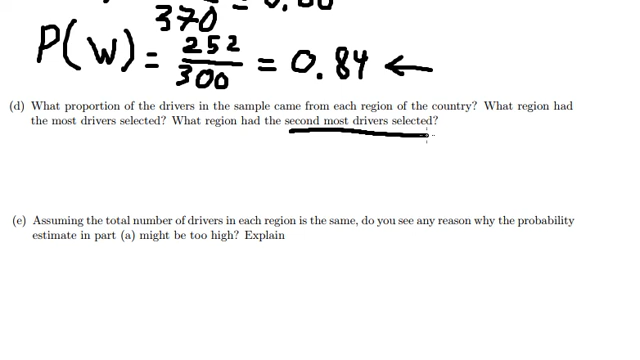 370
P(W) = 252/300 = 0.84 ←
(d) What proportion of the drivers in the sample came from each region of the country? What region had
the most drivers selected? What region had the second most drivers selected?
(e) Assuming the total number of drivers in each region is the same, do you see any reason why the probability
estimate in part (a) might be too high? Explain